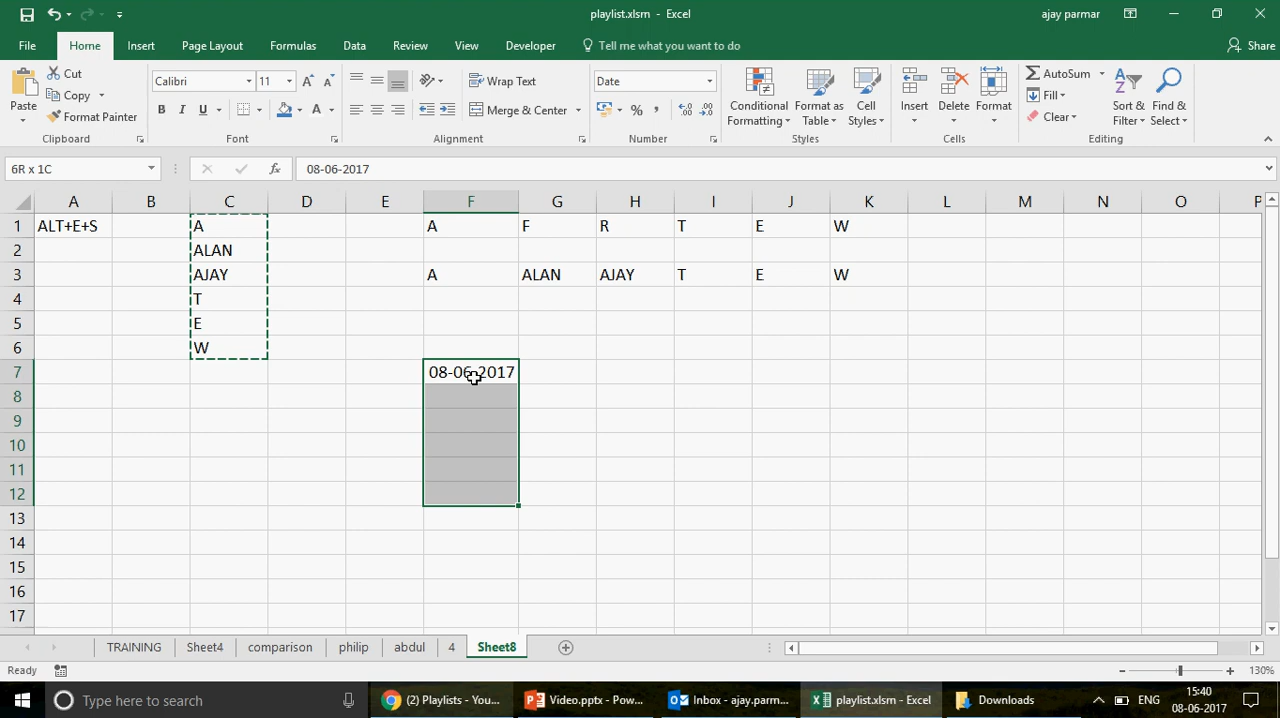 playlist.xlsm - Excel
ajay parmar
File Home Insert Page Layout Formulas Data Review View Developer Tell me what you want to do Share
Paste
Cut
Copy
Format Painter
Clipboard
Calibri 11
B I U
Font
Wrap Text
Merge & Center
Alignment
Date
%
Number
Conditional Formatting
Format as Table
Cell Styles
Styles
Insert Delete Format
Cells
AutoSum
Fill
Clear
Sort & Filter
Find & Select
Editing
6R x 1C fx 08-06-2017
A B C D E F G H I J K L M N O P
1 ALT+E+S A A F R T E W
2 ALAN
3 AJAY A ALAN AJAY T E W
4 T
5 E
6 W
7 08-06-2017
8
9
10
11
12
13
14
15
16
17
TRAINING Sheet4 comparison philip abdul 4 Sheet8
Ready 130%
Type here to search (2) Playlists - You... Video.pptx - Pow... Inbox - ajay.parm... playlist.xlsm - Excel Downloads ENG 15:40
08-06-2017